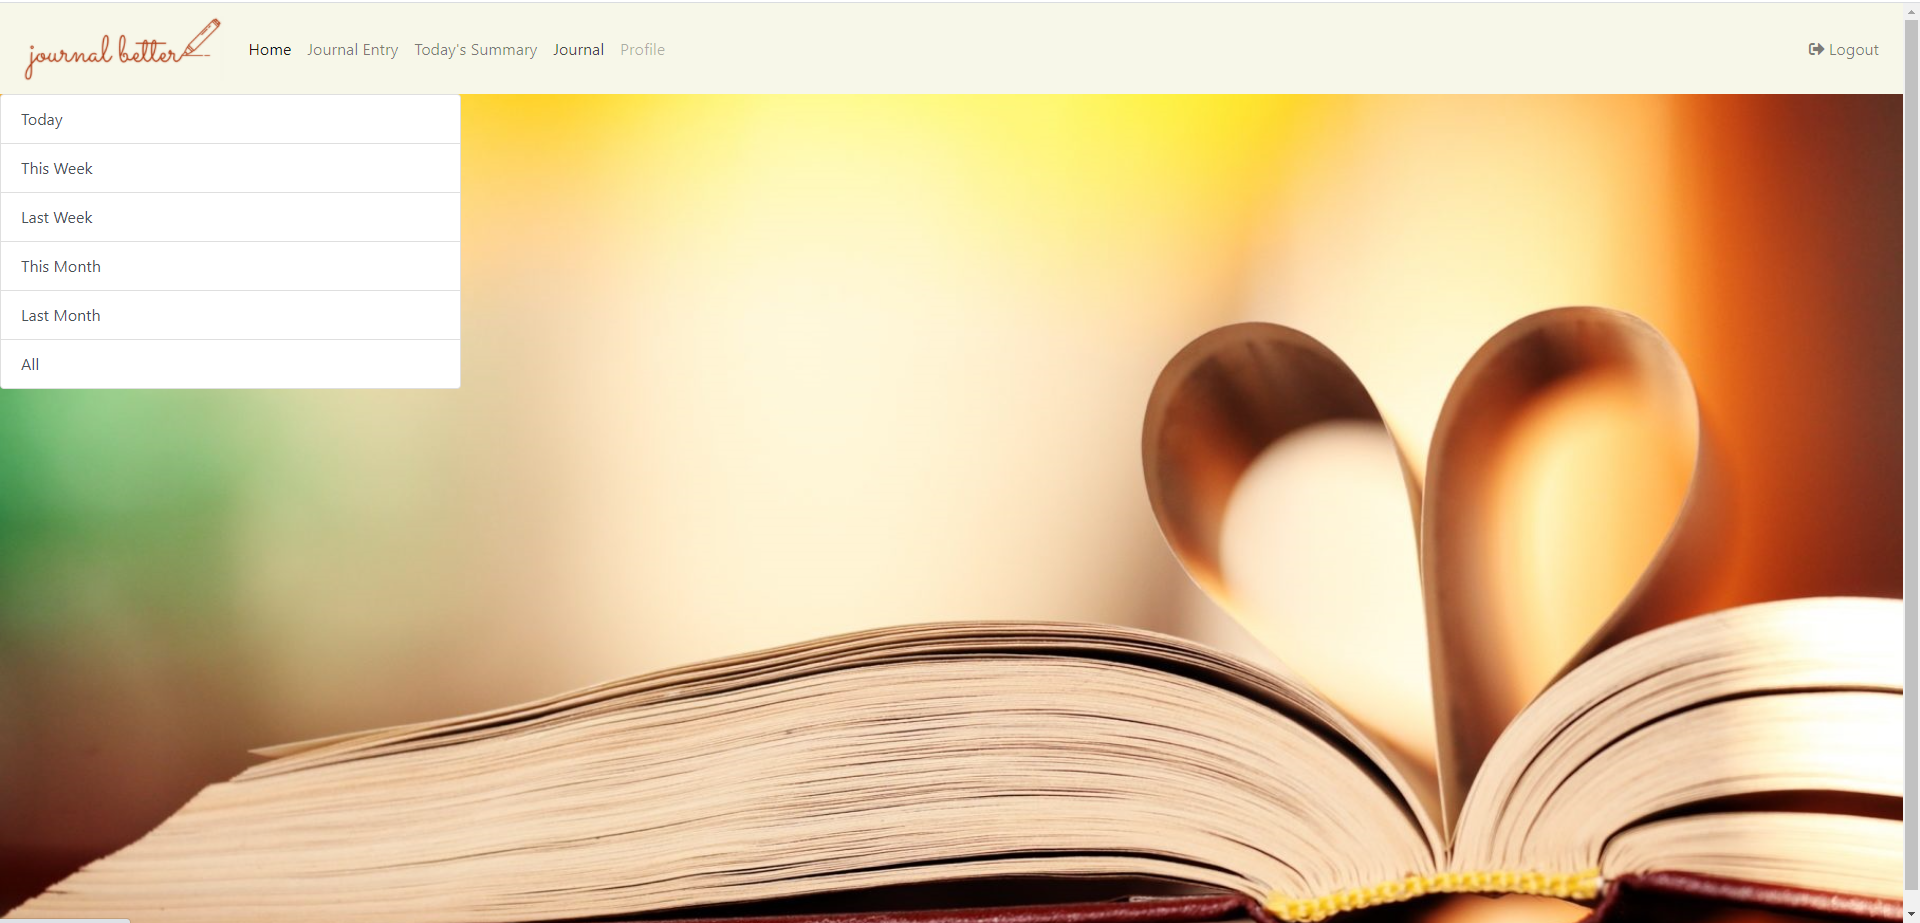 journal better
Home Journal Entry Today's Summary Journal Profile Logout
Today
This Week
Last Week
This Month
Last Month
All